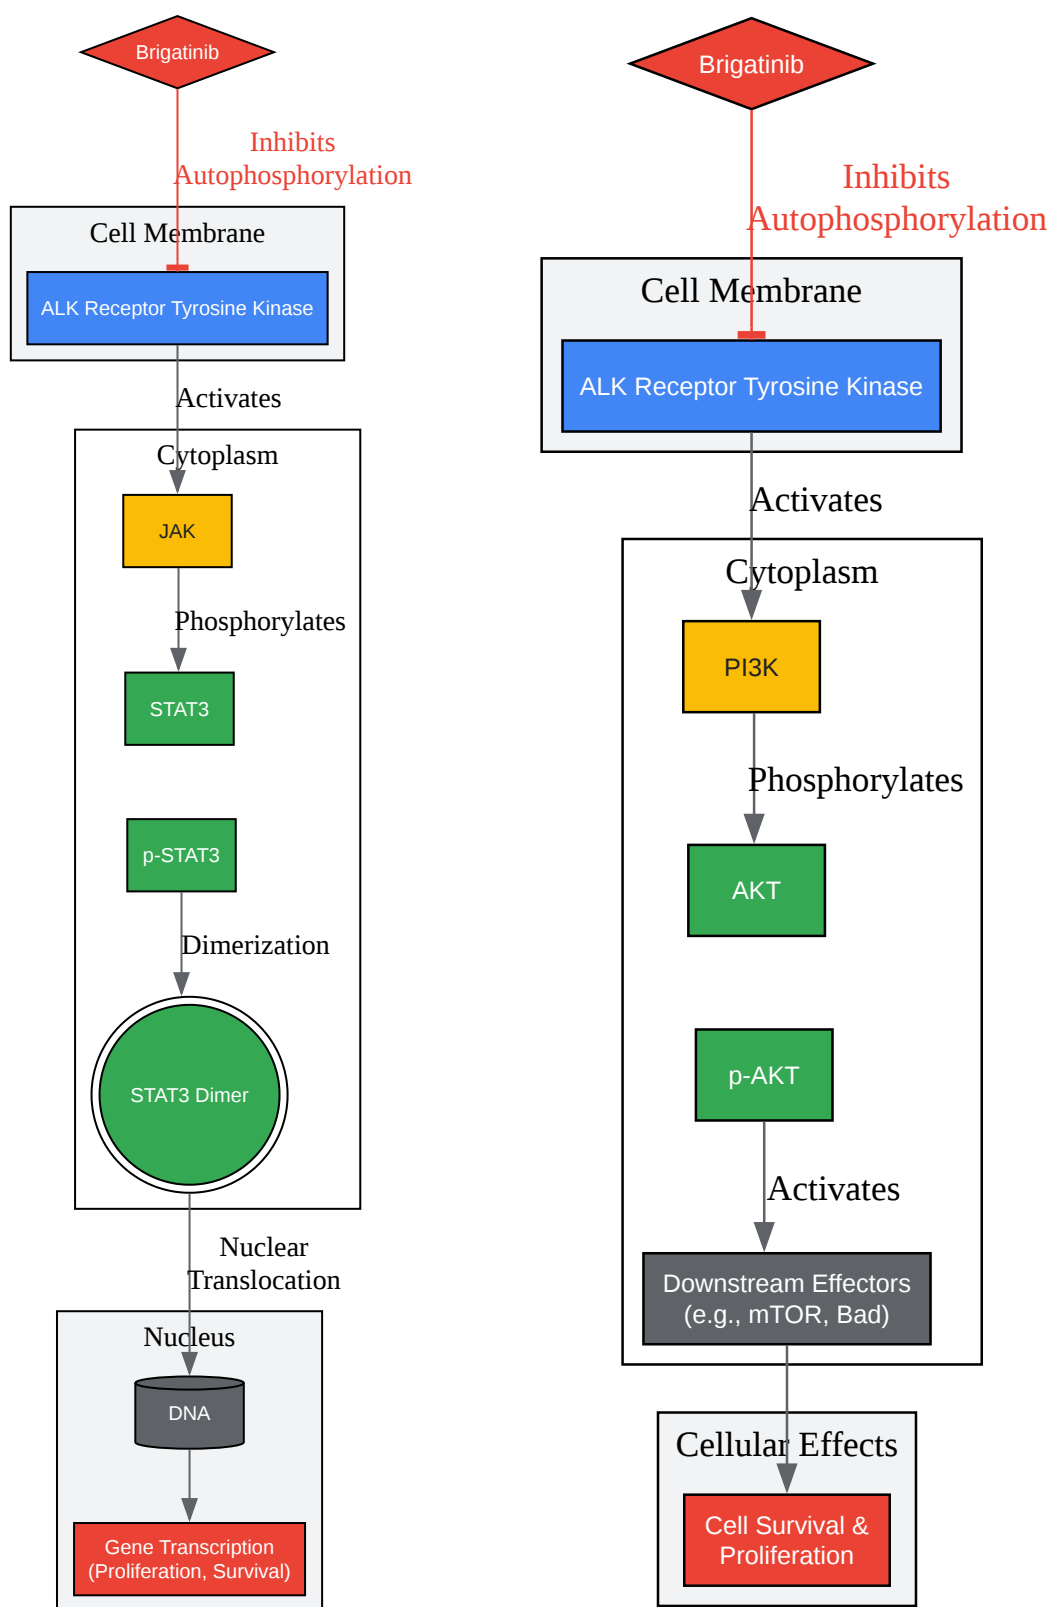 Brigatinib
Inhibits
Autophosphorylation
Cell Membrane
ALK Receptor Tyrosine Kinase
Activates
Cytoplasm
JAK
Phosphorylates
STAT3
p-STAT3
Dimerization
STAT3 Dimer
Nuclear
Translocation
Nucleus
DNA
Gene Transcription
(Proliferation, Survival)
Brigatinib
Inhibits
Autophosphorylation
Cell Membrane
ALK Receptor Tyrosine Kinase
Activates
Cytoplasm
PI3K
Phosphorylates
AKT
p-AKT
Activates
Downstream Effectors
(e.g., mTOR, Bad)
Cellular Effects
Cell Survival &
Proliferation